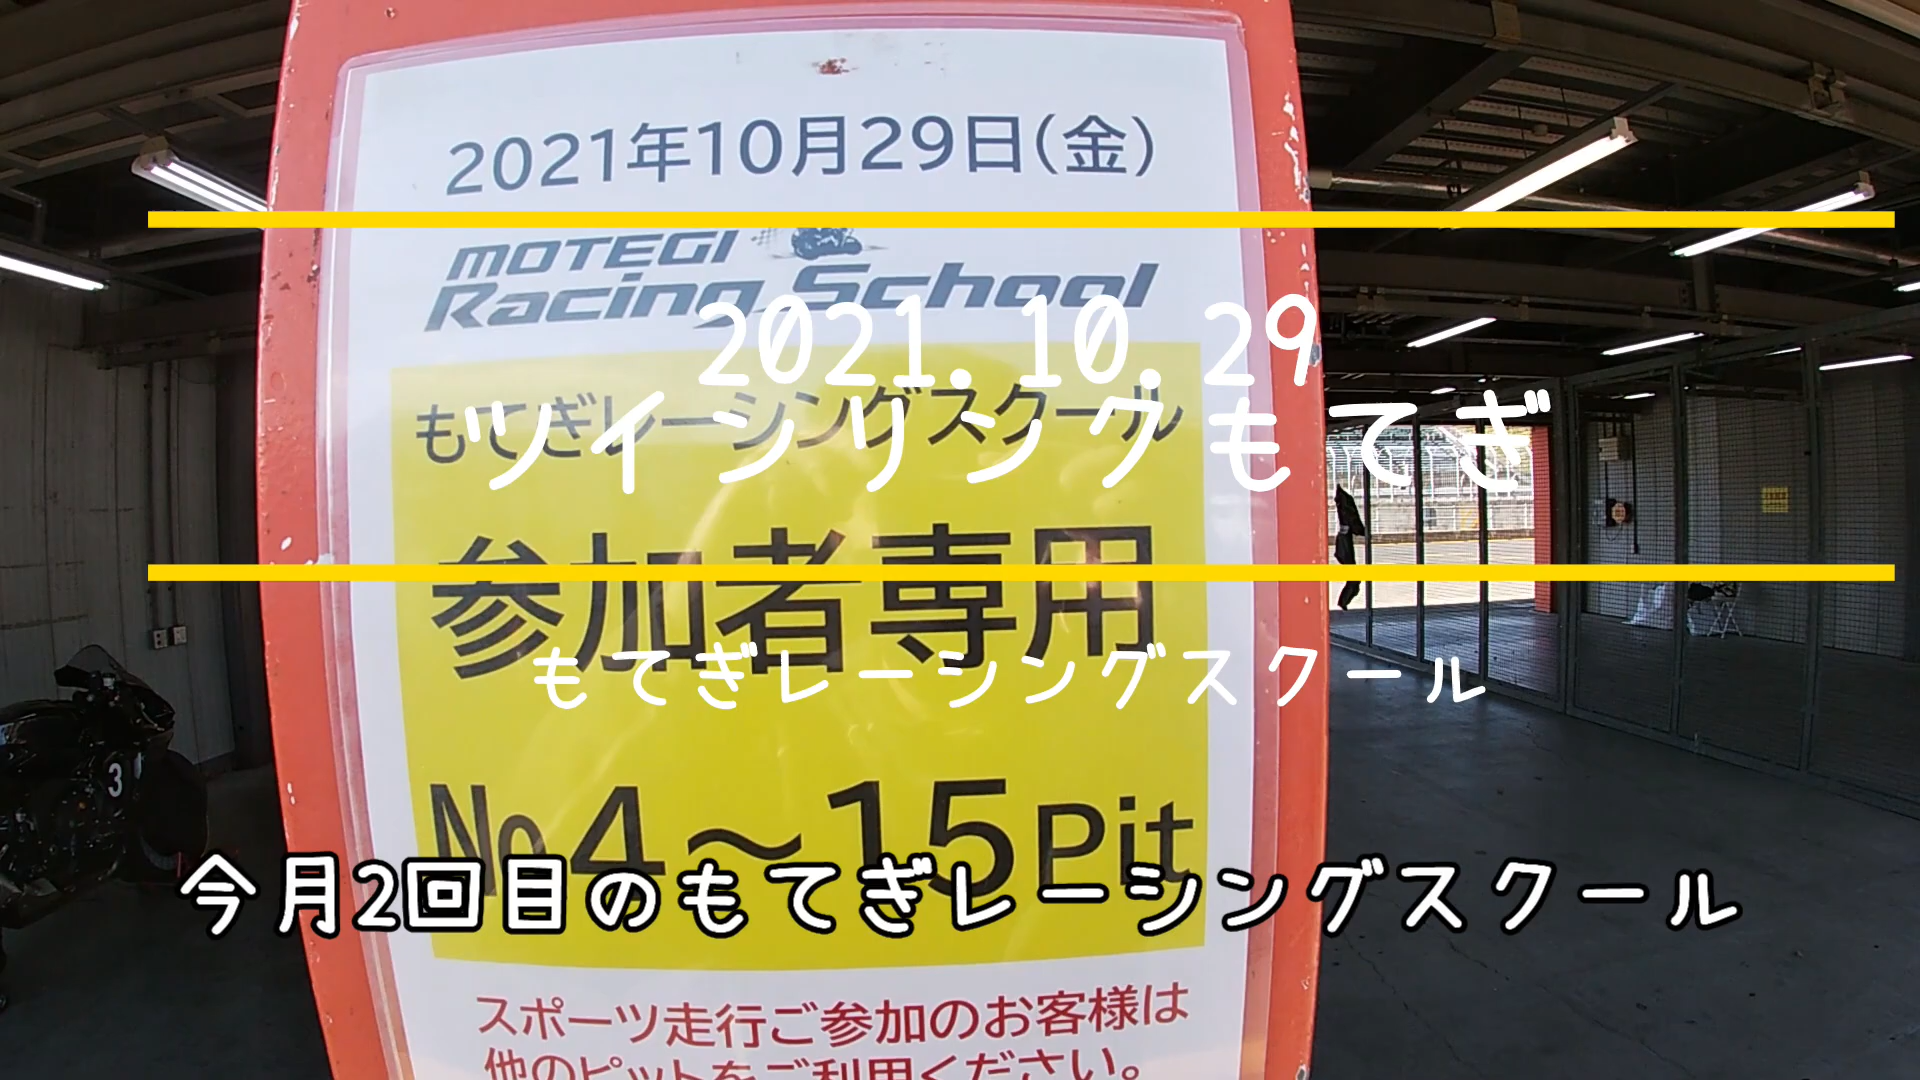 2021年10月29日(金)
MOTEGI
Racing School
2021.10.29
もてぎレーシングスクール
ツインリンクもてぎ
参加者専用
もてぎレーシングスクール
№4～15Pit
3
今月2回目のもてぎレーシングスクール
スポーツ走行ご参加のお客様は
他のピットをご利用ください。